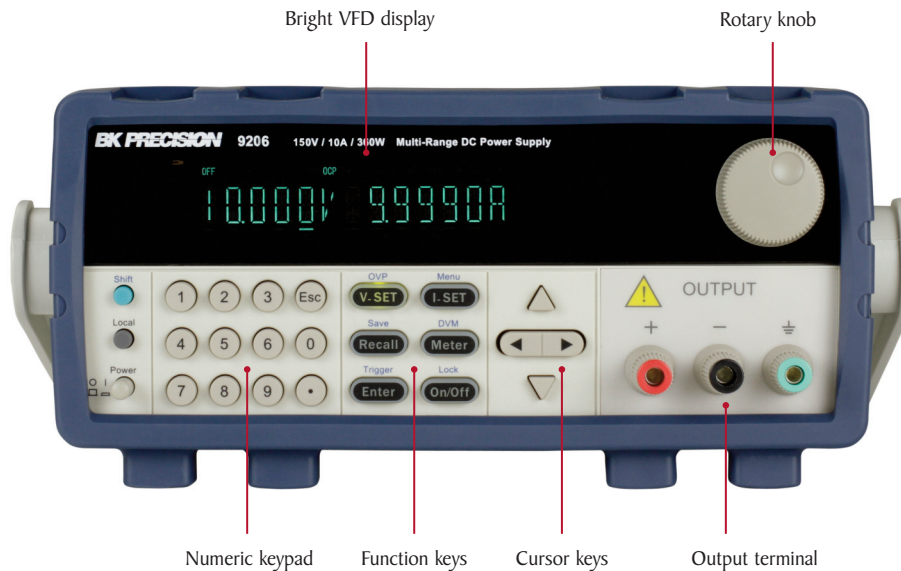 Bright VFD display
Rotary knob
BK PRECISION 9206 150V / 10A / 360W Multi-Range DC Power Supply
OFF OCP
10.000V 9.9990A
Shift
OVP Menu
1 2 3 Esc V-SET I-SET
OUTPUT
Local
Save DVM
4 5 6 0 Recall Meter
+ −
Power
O I
Trigger Lock
7 8 9 • Enter On/Off
Numeric keypad
Function keys
Cursor keys
Output terminal